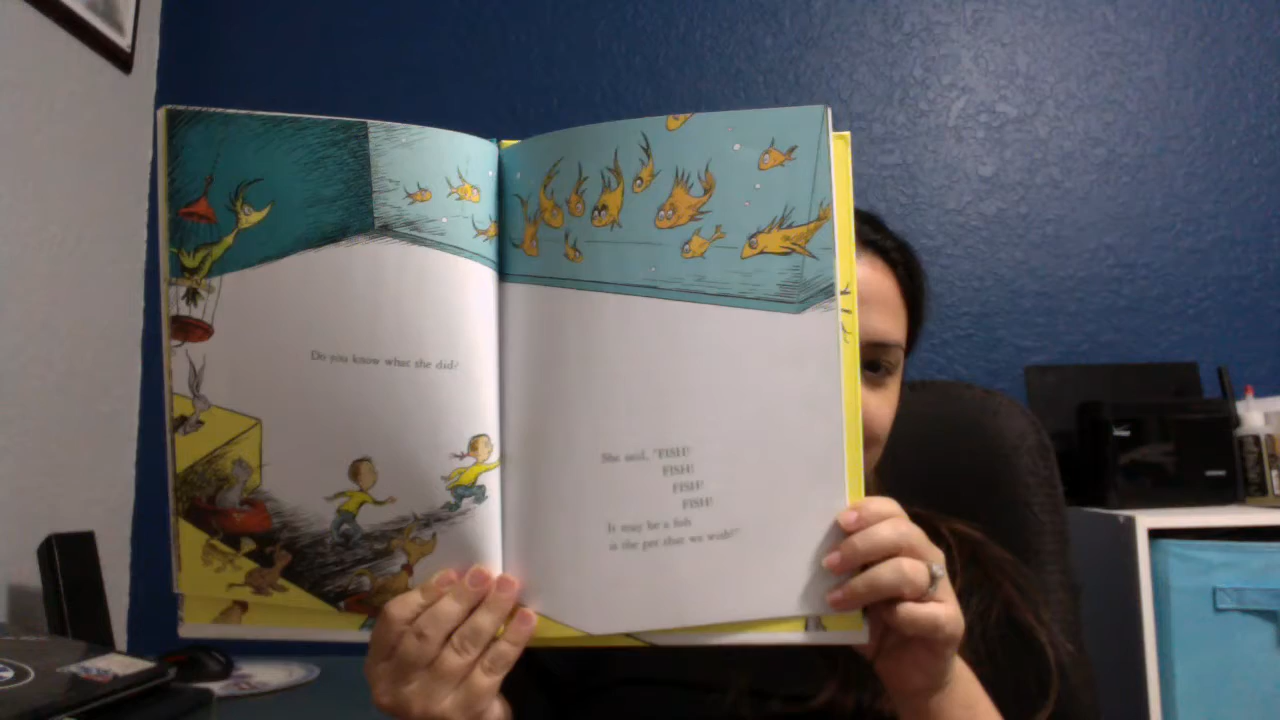 Do you know what she did?
She said, "FISH!
FISH!
FISH!
FISH!
It may be a fish
is the pet that we wish!"